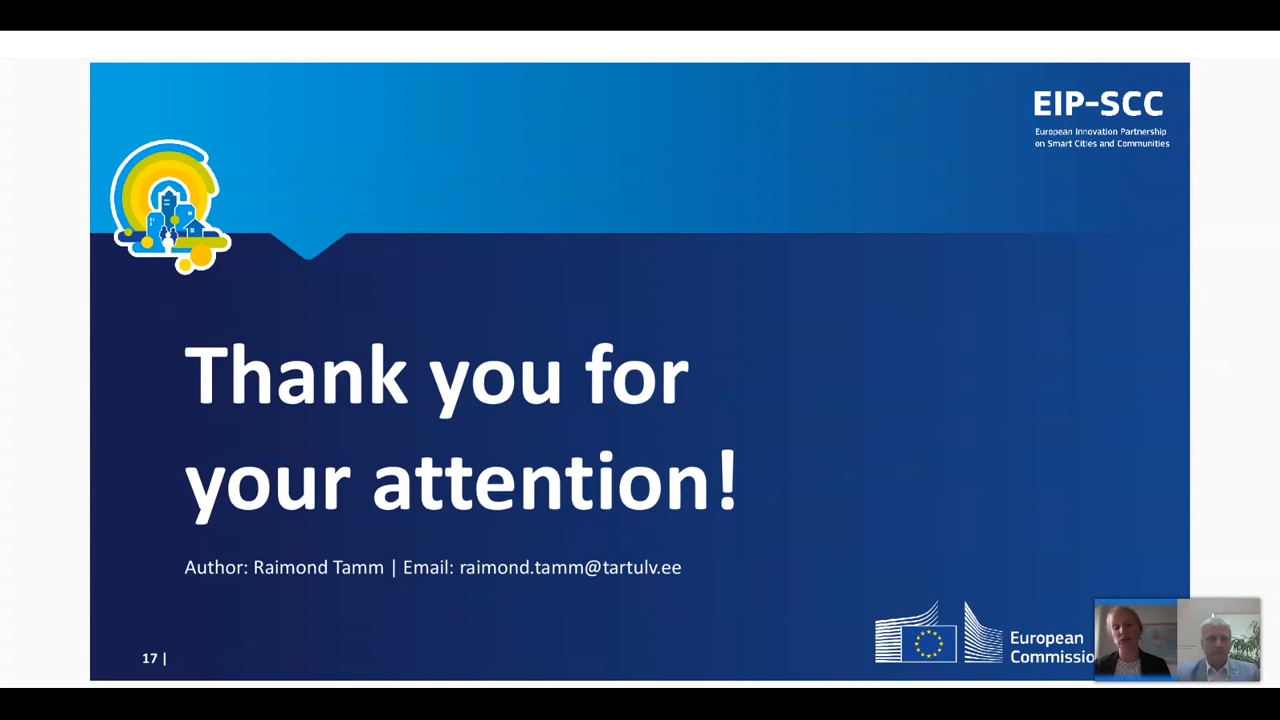 EIP-SCC
European Innovation Partnership
on Smart Cities and Communities
Thank you for
your attention!
Author: Raimond Tamm | Email: raimond.tamm@tartulv.ee
17 |
European
Commissio